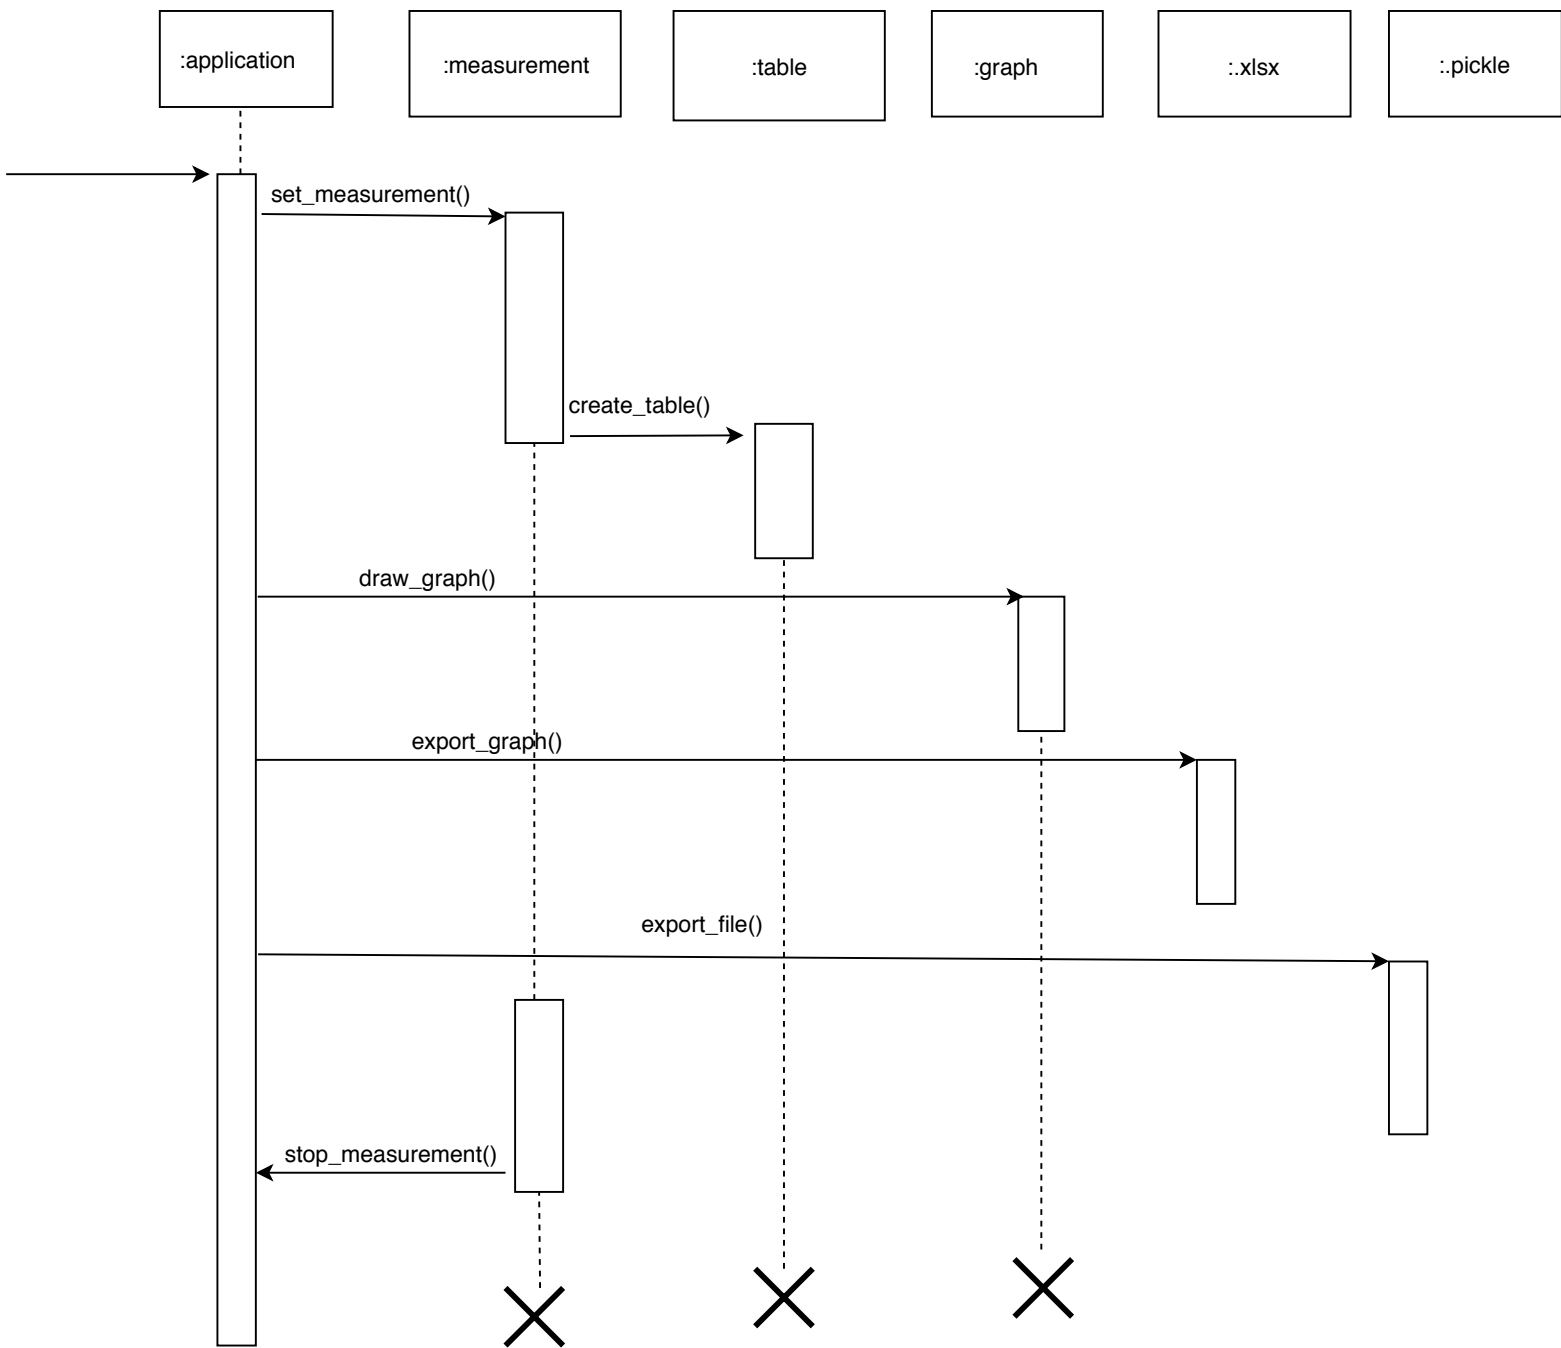 :application
:measurement
:table
:graph
:.xlsx
:.pickle
set_measurement()
create_table()
draw_graph()
export_graph()
export_file()
stop_measurement()